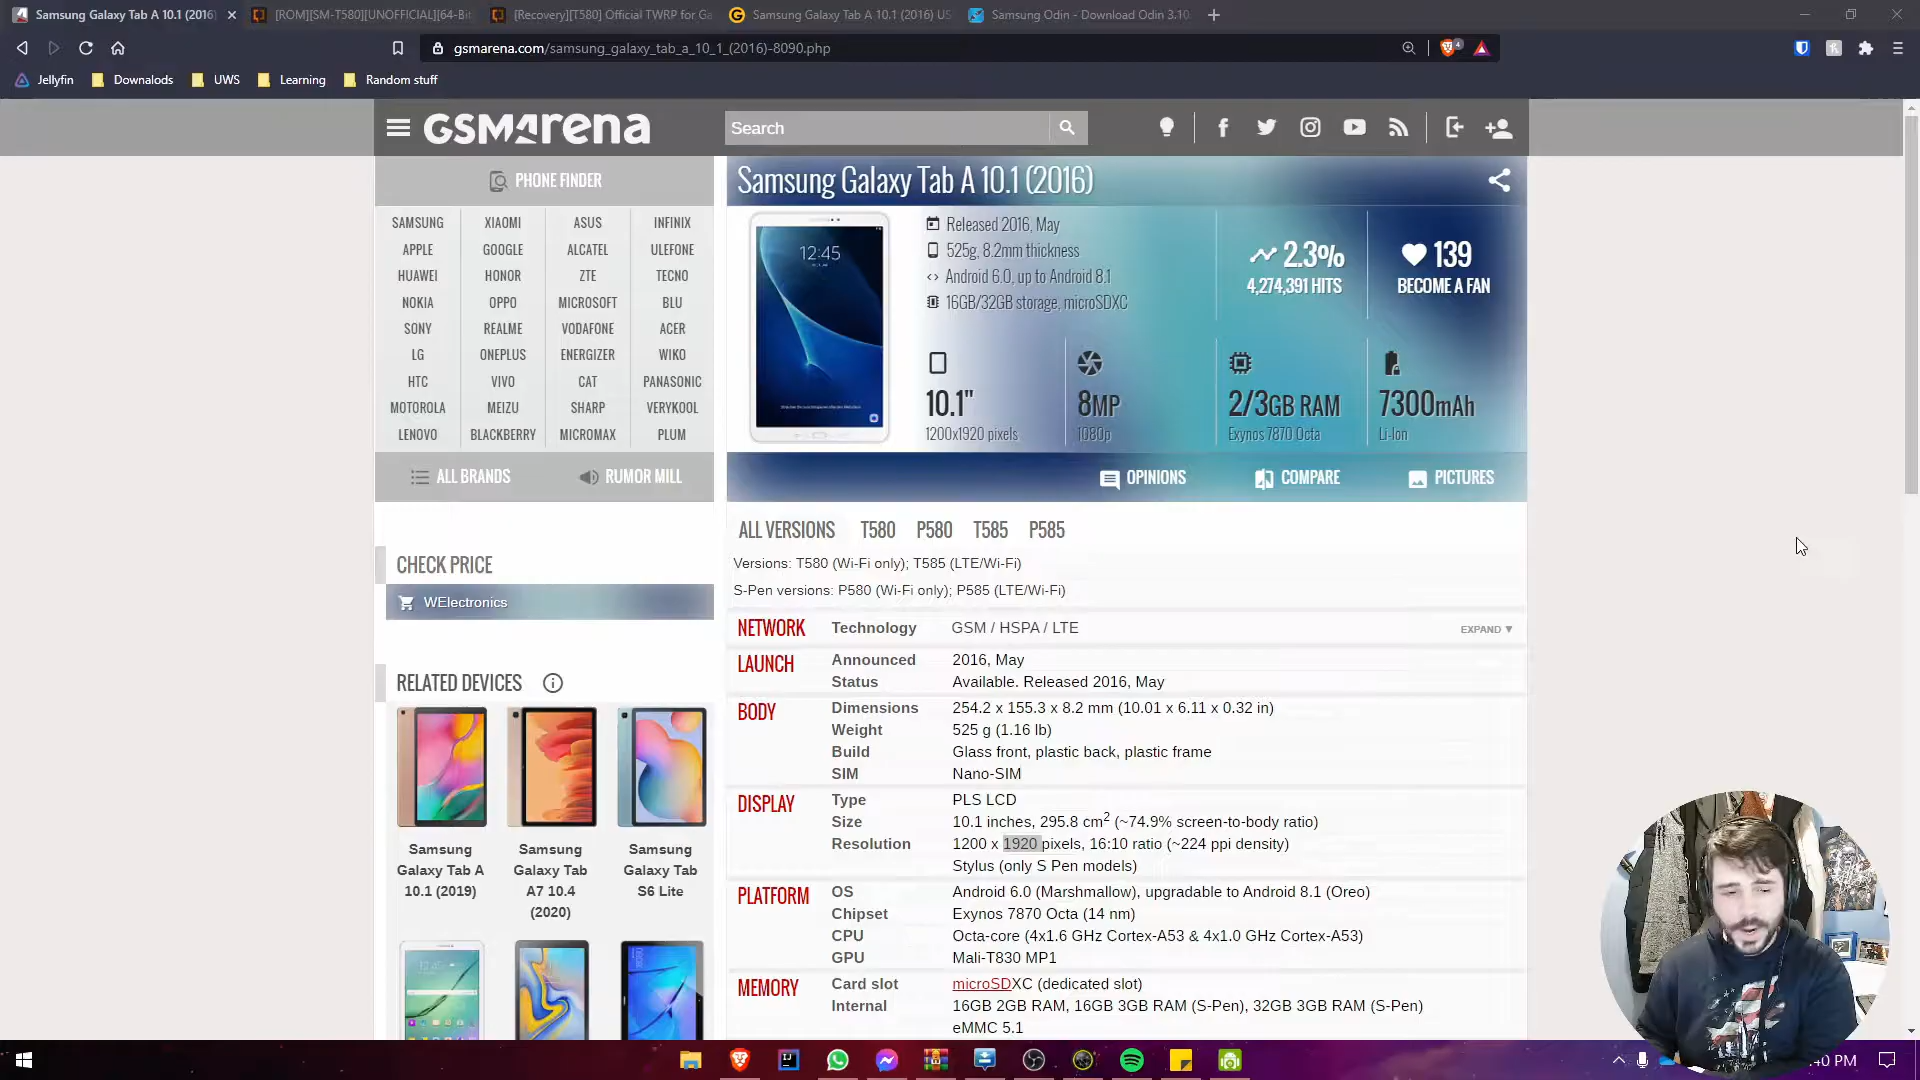 Samsung Galaxy Tab A 10.1 (2016)
[ROM][SM-T580][UNOFFICIAL][64-Bit
[Recovery][T580] Official TWRP for Ga
Samsung Galaxy Tab A 10.1 (2016) US
Samsung Odin - Download Odin 3.10
gsmarena.com/samsung_galaxy_tab_a_10_1_(2016)-8090.php
4
Jellyfin
Downalods
UWS
Learning
Random stuff
GSMArena
Search
PHONE FINDER
SAMSUNG XIAOMI ASUS INFINIX
APPLE GOOGLE ALCATEL ULEFONE
HUAWEI HONOR ZTE TECNO
NOKIA OPPO MICROSOFT BLU
SONY REALME VODAFONE ACER
LG ONEPLUS ENERGIZER WIKO
HTC VIVO CAT PANASONIC
MOTOROLA MEIZU SHARP VERYKOOL
LENOVO BLACKBERRY MICROMAX PLUM
ALL BRANDS RUMOR MILL
Samsung Galaxy Tab A 10.1 (2016)
12:45
Released 2016, May
525g, 8.2mm thickness
Android 6.0, up to Android 8.1
16GB/32GB storage, microSDXC
2.3%
4,274,391 HITS
139
BECOME A FAN
10.1"
1200x1920 pixels
8MP
1080p
2/3GB RAM
Exynos 7870 Octa
7300mAh
Li-Ion
OPINIONS COMPARE PICTURES
ALL VERSIONS T580 P580 T585 P585
Versions: T580 (Wi-Fi only); T585 (LTE/Wi-Fi)
S-Pen versions: P580 (Wi-Fi only); P585 (LTE/Wi-Fi)
NETWORK Technology GSM / HSPA / LTE EXPAND ▼
LAUNCH Announced 2016, May
Status Available. Released 2016, May
BODY Dimensions 254.2 x 155.3 x 8.2 mm (10.01 x 6.11 x 0.32 in)
Weight 525 g (1.16 lb)
Build Glass front, plastic back, plastic frame
SIM Nano-SIM
DISPLAY Type PLS LCD
Size 10.1 inches, 295.8 cm2 (~74.9% screen-to-body ratio)
Resolution 1200 x 1920 pixels, 16:10 ratio (~224 ppi density)
Stylus (only S Pen models)
PLATFORM OS Android 6.0 (Marshmallow), upgradable to Android 8.1 (Oreo)
Chipset Exynos 7870 Octa (14 nm)
CPU Octa-core (4x1.6 GHz Cortex-A53 & 4x1.0 GHz Cortex-A53)
GPU Mali-T830 MP1
MEMORY Card slot microSDXC (dedicated slot)
Internal 16GB 2GB RAM, 16GB 3GB RAM (S-Pen), 32GB 3GB RAM (S-Pen)
eMMC 5.1
CHECK PRICE
WElectronics
RELATED DEVICES
Samsung Galaxy Tab A 10.1 (2019)
Samsung Galaxy Tab A7 10.4 (2020)
Samsung Galaxy Tab S6 Lite
:40 PM